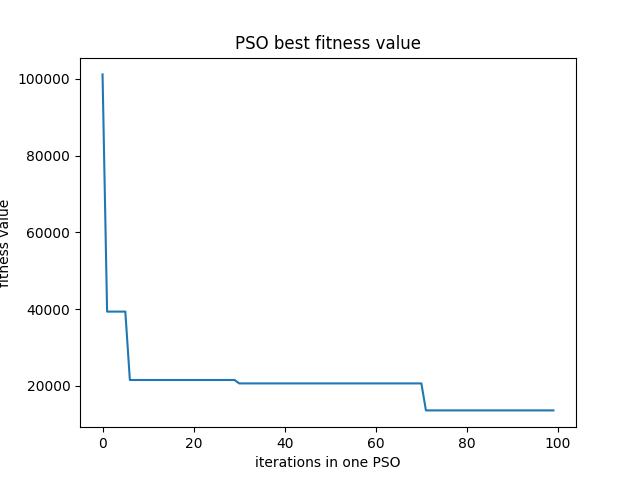 PSO best fitness value
100000
80000
60000
40000
20000
fitness value
0 20 40 60 80 100
iterations in one PSO